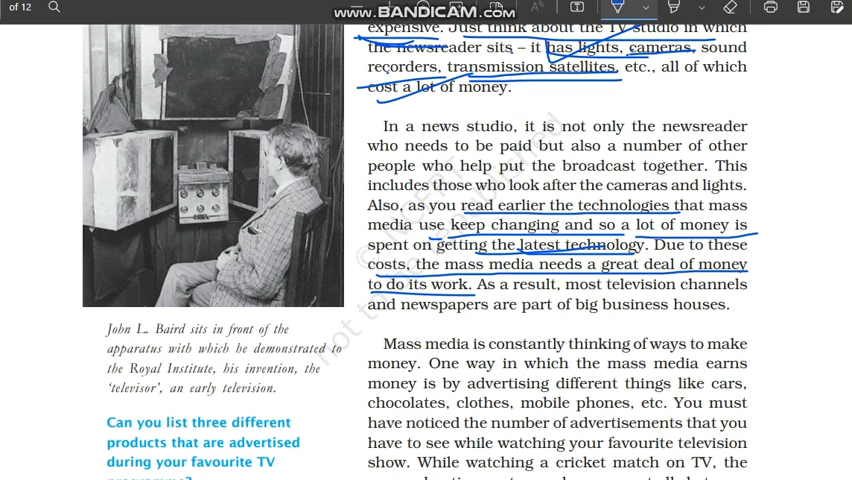 of 12
WWW.BANDICAM.COM
expensive. Just think about the TV studio in which
the newsreader sits – it has lights, cameras, sound
recorders, transmission satellites, etc., all of which
cost a lot of money.
In a news studio, it is not only the newsreader
who needs to be paid but also a number of other
people who help put the broadcast together. This
includes those who look after the cameras and lights.
Also, as you read earlier the technologies that mass
media use keep changing and so a lot of money is
spent on getting the latest technology. Due to these
costs, the mass media needs a great deal of money
to do its work. As a result, most television channels
and newspapers are part of big business houses.
Mass media is constantly thinking of ways to make
money. One way in which the mass media earns
money is by advertising different things like cars,
chocolates, clothes, mobile phones, etc. You must
have noticed the number of advertisements that you
have to see while watching your favourite television
show. While watching a cricket match on TV, the
John L. Baird sits in front of the
apparatus with which he demonstrated to
the Royal Institute, his invention, the
'televisor', an early television.
Can you list three different
products that are advertised
during your favourite TV
© NCERT
not to be republished